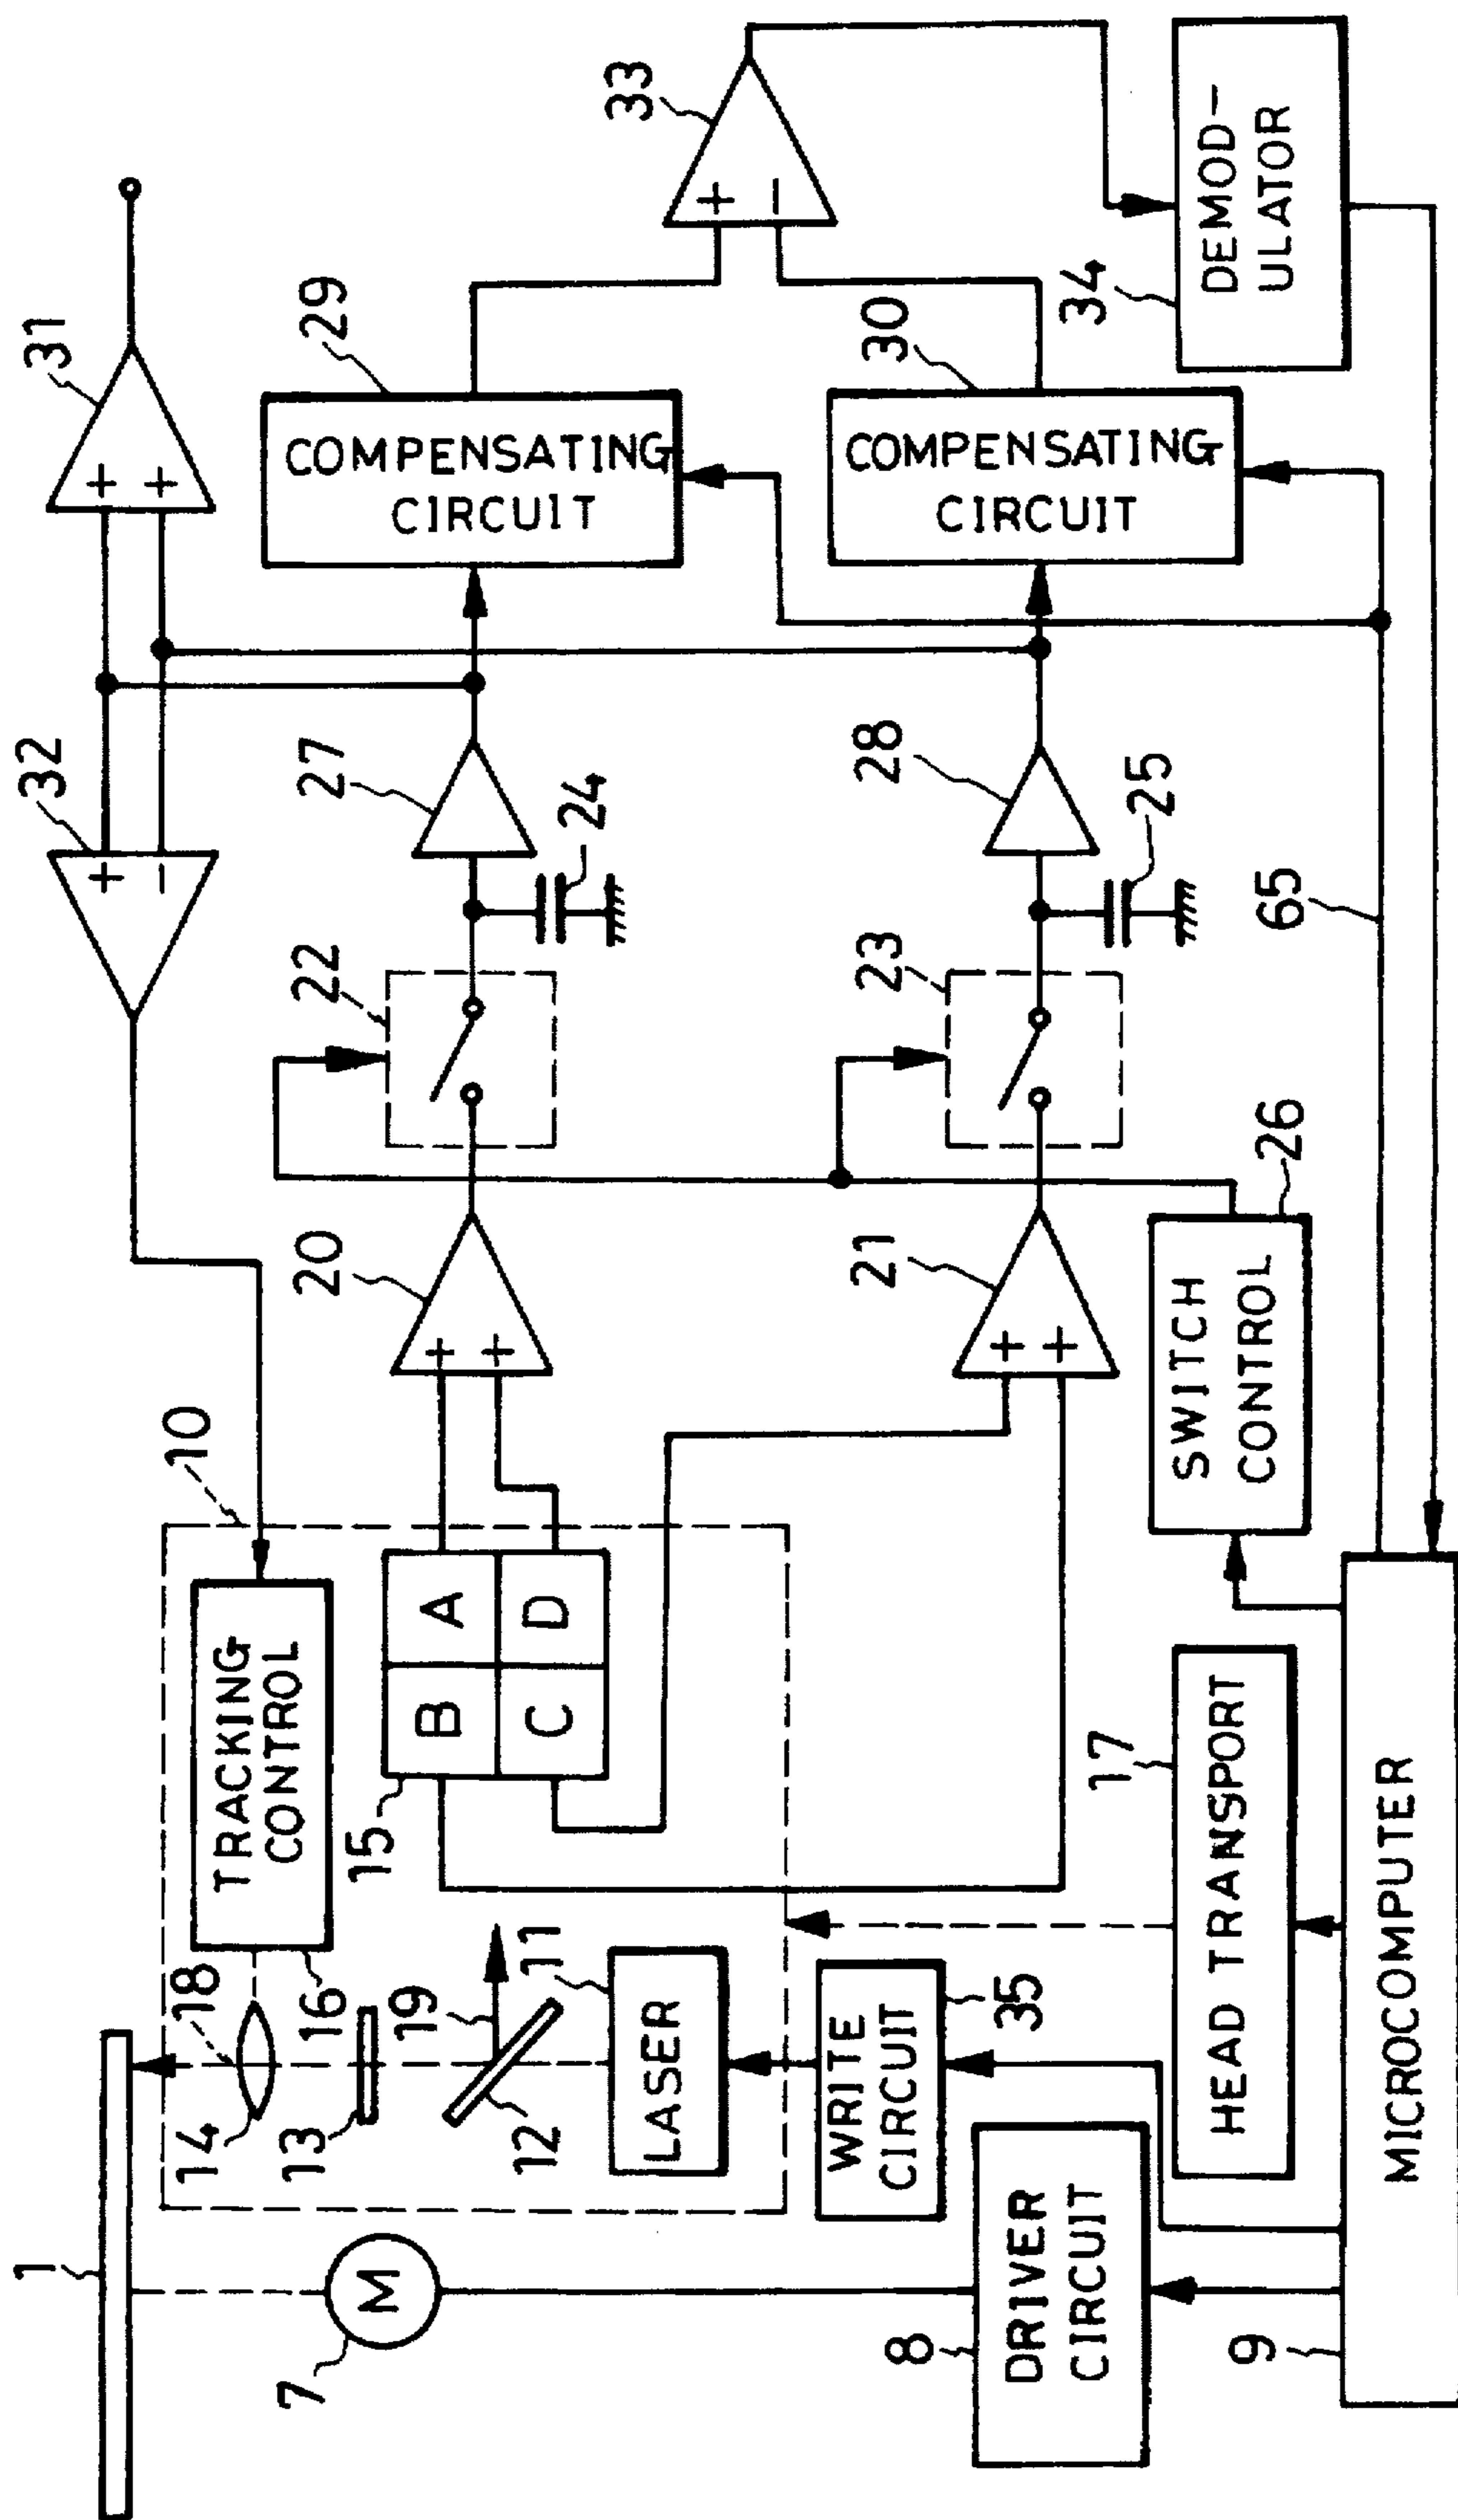 1
7
M
8
DRIVER
CIRCUIT
9
MICROCOMPUTER
10
TRACKING
CONTROL
16
18
14
13
19
12
11
LASER
WRITE
CIRCUIT
35
HEAD TRANSPORT
17
15
B A
C D
20
+
+
21
+
+
SWITCH
CONTROL
26
22
23
24
25
27
28
65
32
+
−
31
+
+
29
COMPENSATING
CIRCUIT
30
COMPENSATING
CIRCUIT
33
+
−
34
DEMOD-
ULATOR